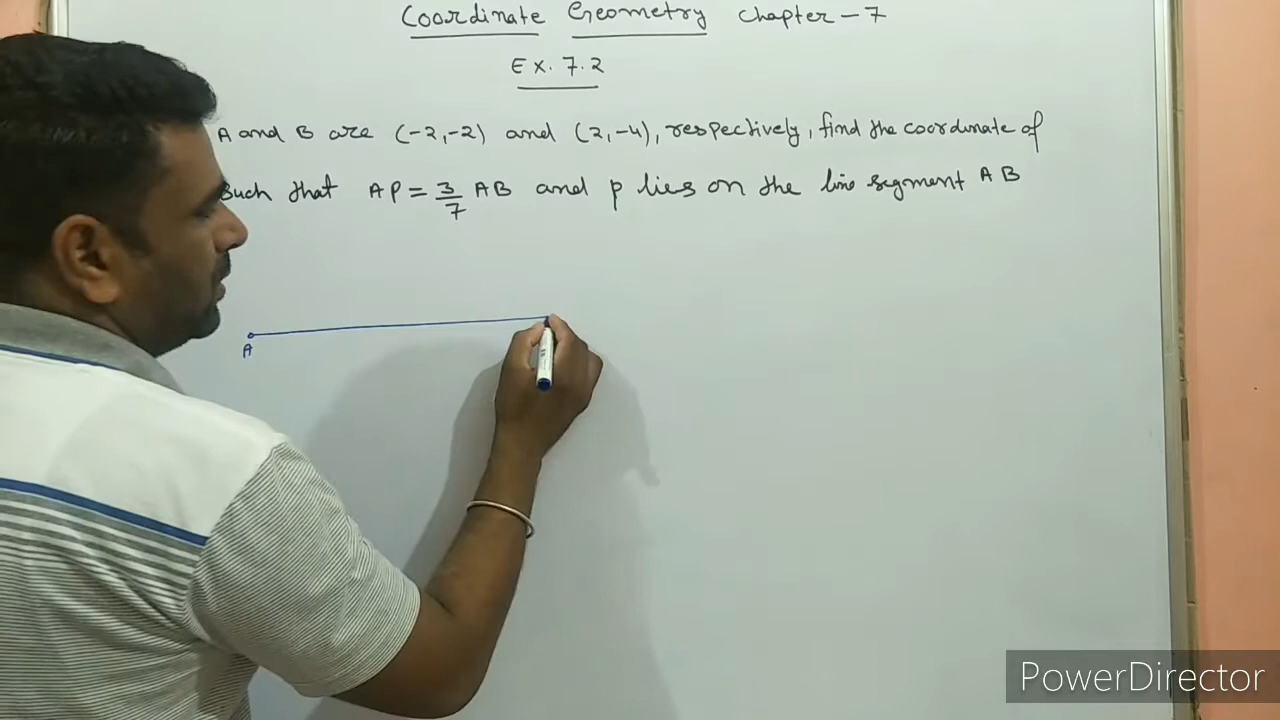 Coordinate Geometry chapter-7
Ex. 7.2
A and B are (-2,-2) and (2,-4), respectively, find the coordinate of
Such that AP = 3/7 AB and p lies on the line segment AB
A
PowerDirector